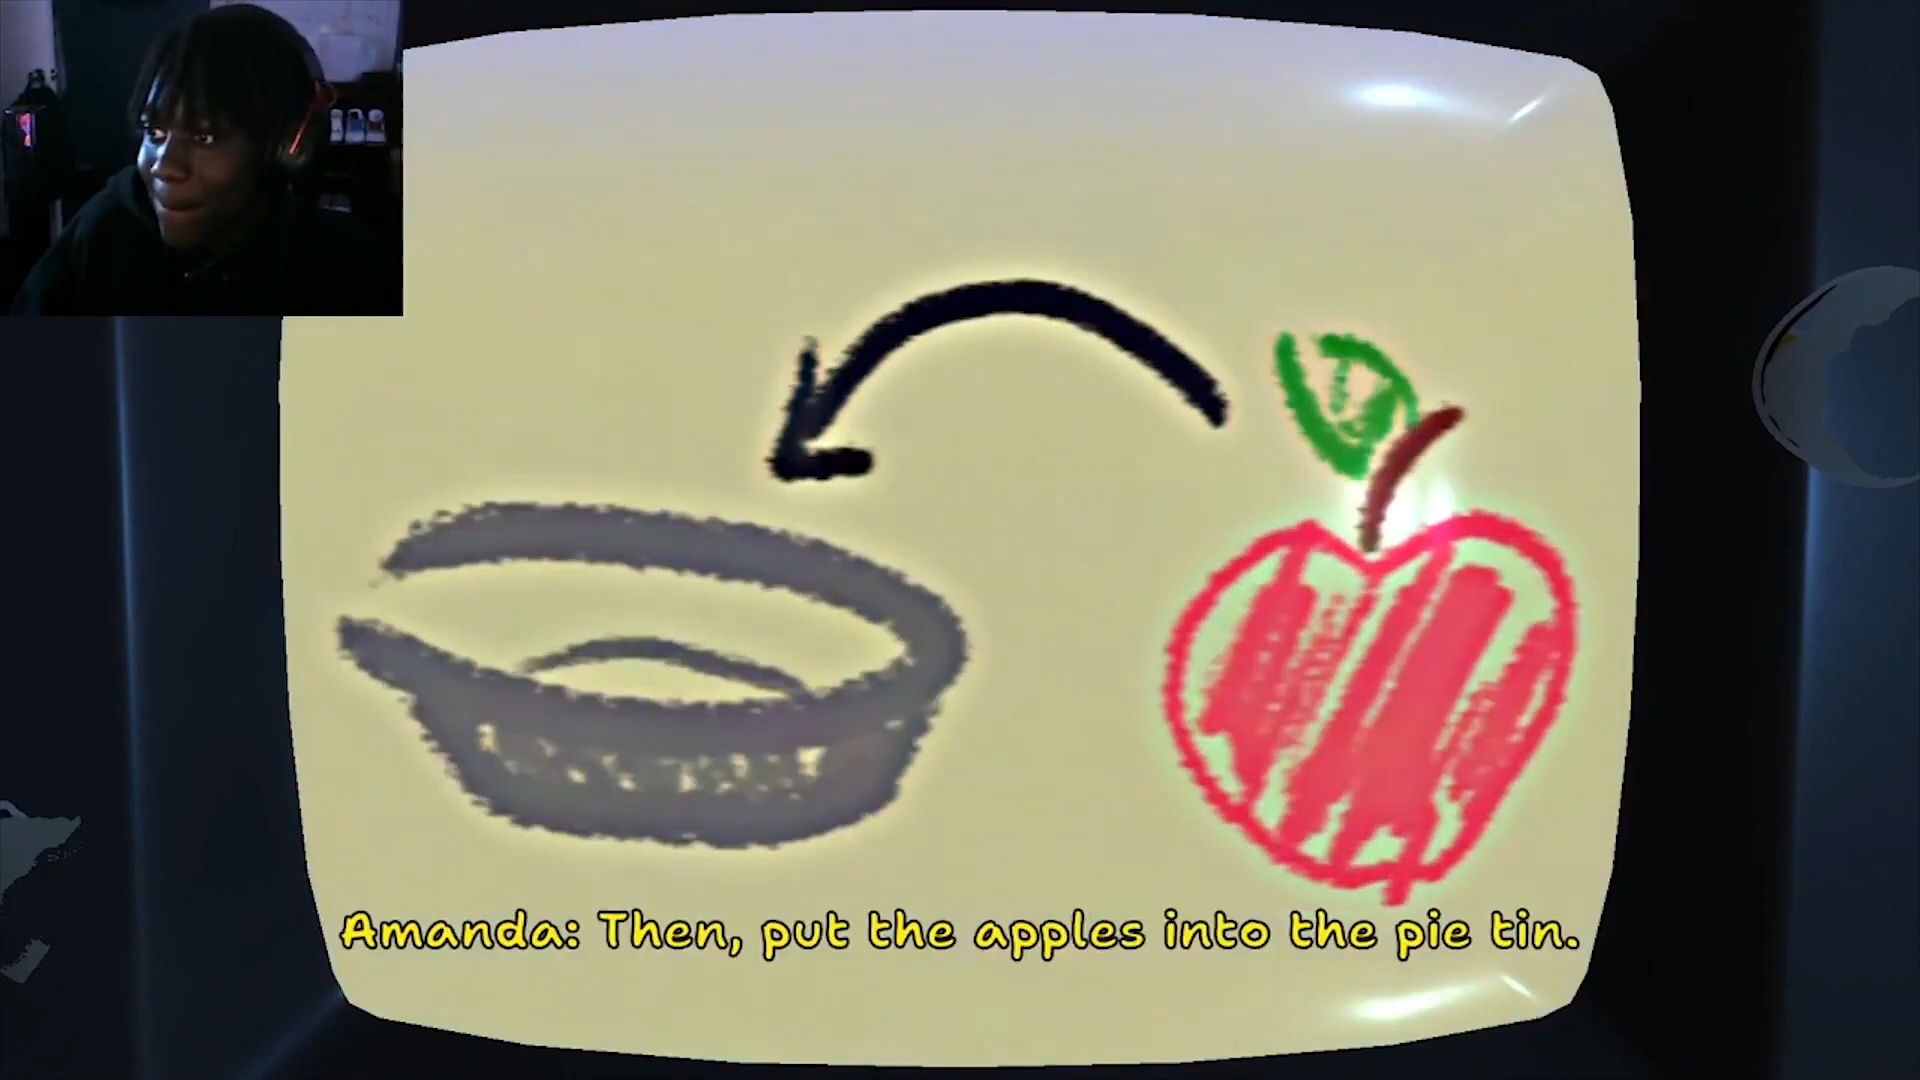 Amanda: Then, put the apples into the pie tin.